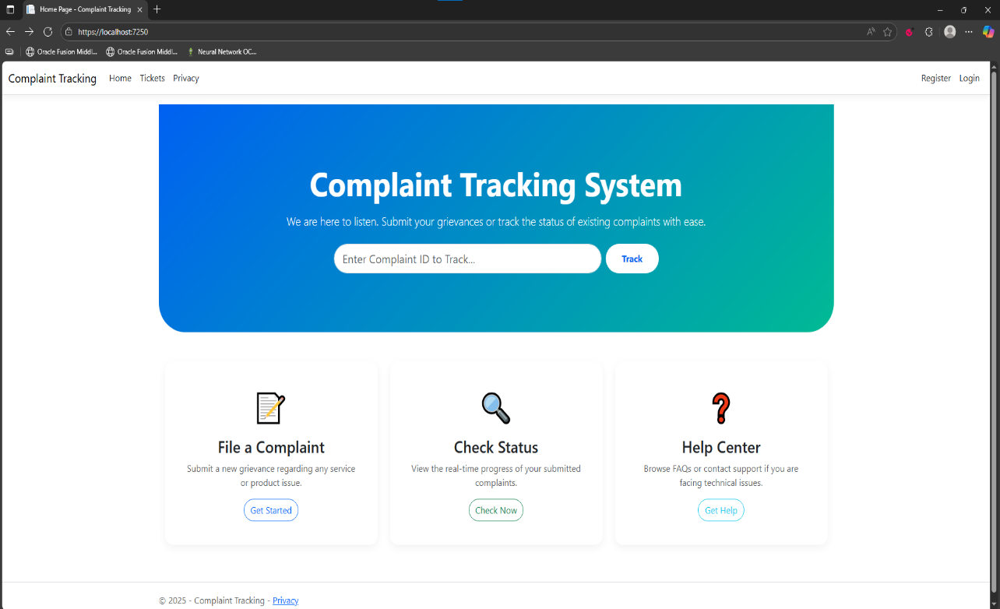 Home Page - Complaint Tracking
https://localhost:7250
Oracle Fusion Middl... Oracle Fusion Middl... Neural Network OC...
Complaint Tracking Home Tickets Privacy Register Login
Complaint Tracking System
We are here to listen. Submit your grievances or track the status of existing complaints with ease.
Enter Complaint ID to Track... Track
File a Complaint
Submit a new grievance regarding any service
or product issue.
Get Started
Check Status
View the real-time progress of your submitted
complaints.
Check Now
Help Center
Browse FAQs or contact support if you are
facing technical issues.
Get Help
© 2025 - Complaint Tracking - Privacy